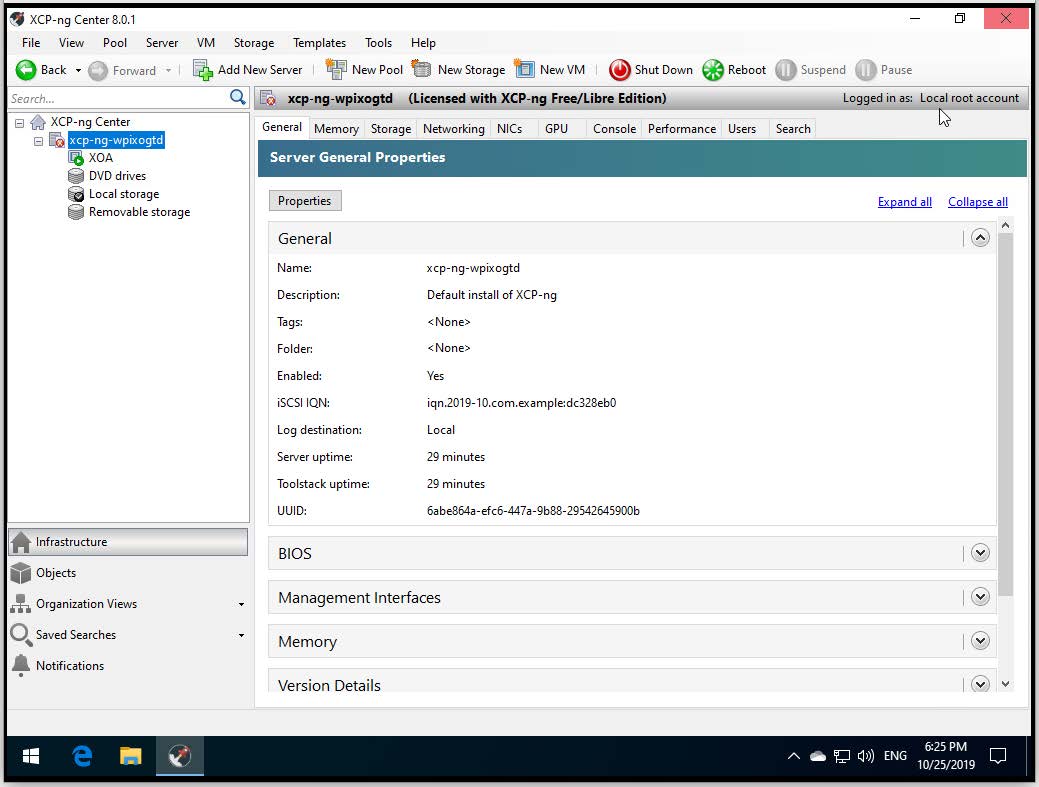 XCP-ng Center 8.0.1
File View Pool Server VM Storage Templates Tools Help
Back Forward Add New Server New Pool New Storage New VM Shut Down Reboot Suspend Pause
Search...
xcp-ng-wpixogtd (Licensed with XCP-ng Free/Libre Edition) Logged in as: Local root account
XCP-ng Center
xcp-ng-wpixogtd
XOA
DVD drives
Local storage
Removable storage
General Memory Storage Networking NICs GPU Console Performance Users Search
Server General Properties
Properties Expand all Collapse all
General
Name: xcp-ng-wpixogtd
Description: Default install of XCP-ng
Tags: <None>
Folder: <None>
Enabled: Yes
iSCSI IQN: iqn.2019-10.com.example:dc328eb0
Log destination: Local
Server uptime: 29 minutes
Toolstack uptime: 29 minutes
UUID: 6abe864a-efc6-447a-9b88-29542645900b
BIOS
Management Interfaces
Memory
Version Details
Infrastructure
Objects
Organization Views
Saved Searches
Notifications
ENG
6:25 PM
10/25/2019